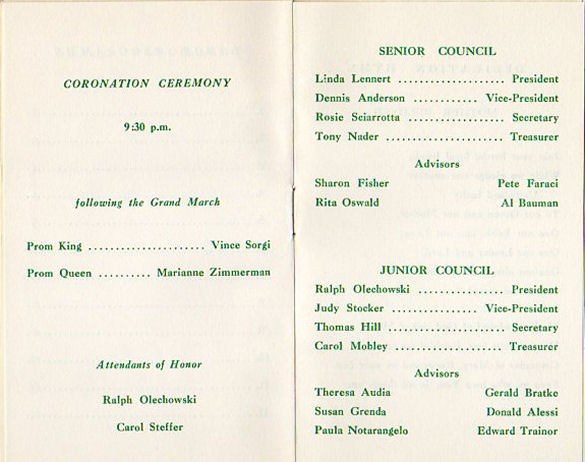 CORONATION CEREMONY
9:30 p.m.
following the Grand March
Prom King .................... Vince Sorgi
Prom Queen .......... Marianne Zimmerman
Attendants of Honor
Ralph Olechowski
Carol Steffer
SENIOR COUNCIL
Linda Lennert .................. President
Dennis Anderson ............ Vice-President
Rosie Sciarrotta ................ Secretary
Tony Nader ..................... Treasurer
Advisors
Sharon Fisher Pete Faraci
Rita Oswald Al Bauman
JUNIOR COUNCIL
Ralph Olechowski ............... President
Judy Stocker ............... Vice-President
Thomas Hill .................... Secretary
Carol Mobley ................... Treasurer
Advisors
Theresa Audia Gerald Bratke
Susan Grenda Donald Alessi
Paula Notarangelo Edward Trainor